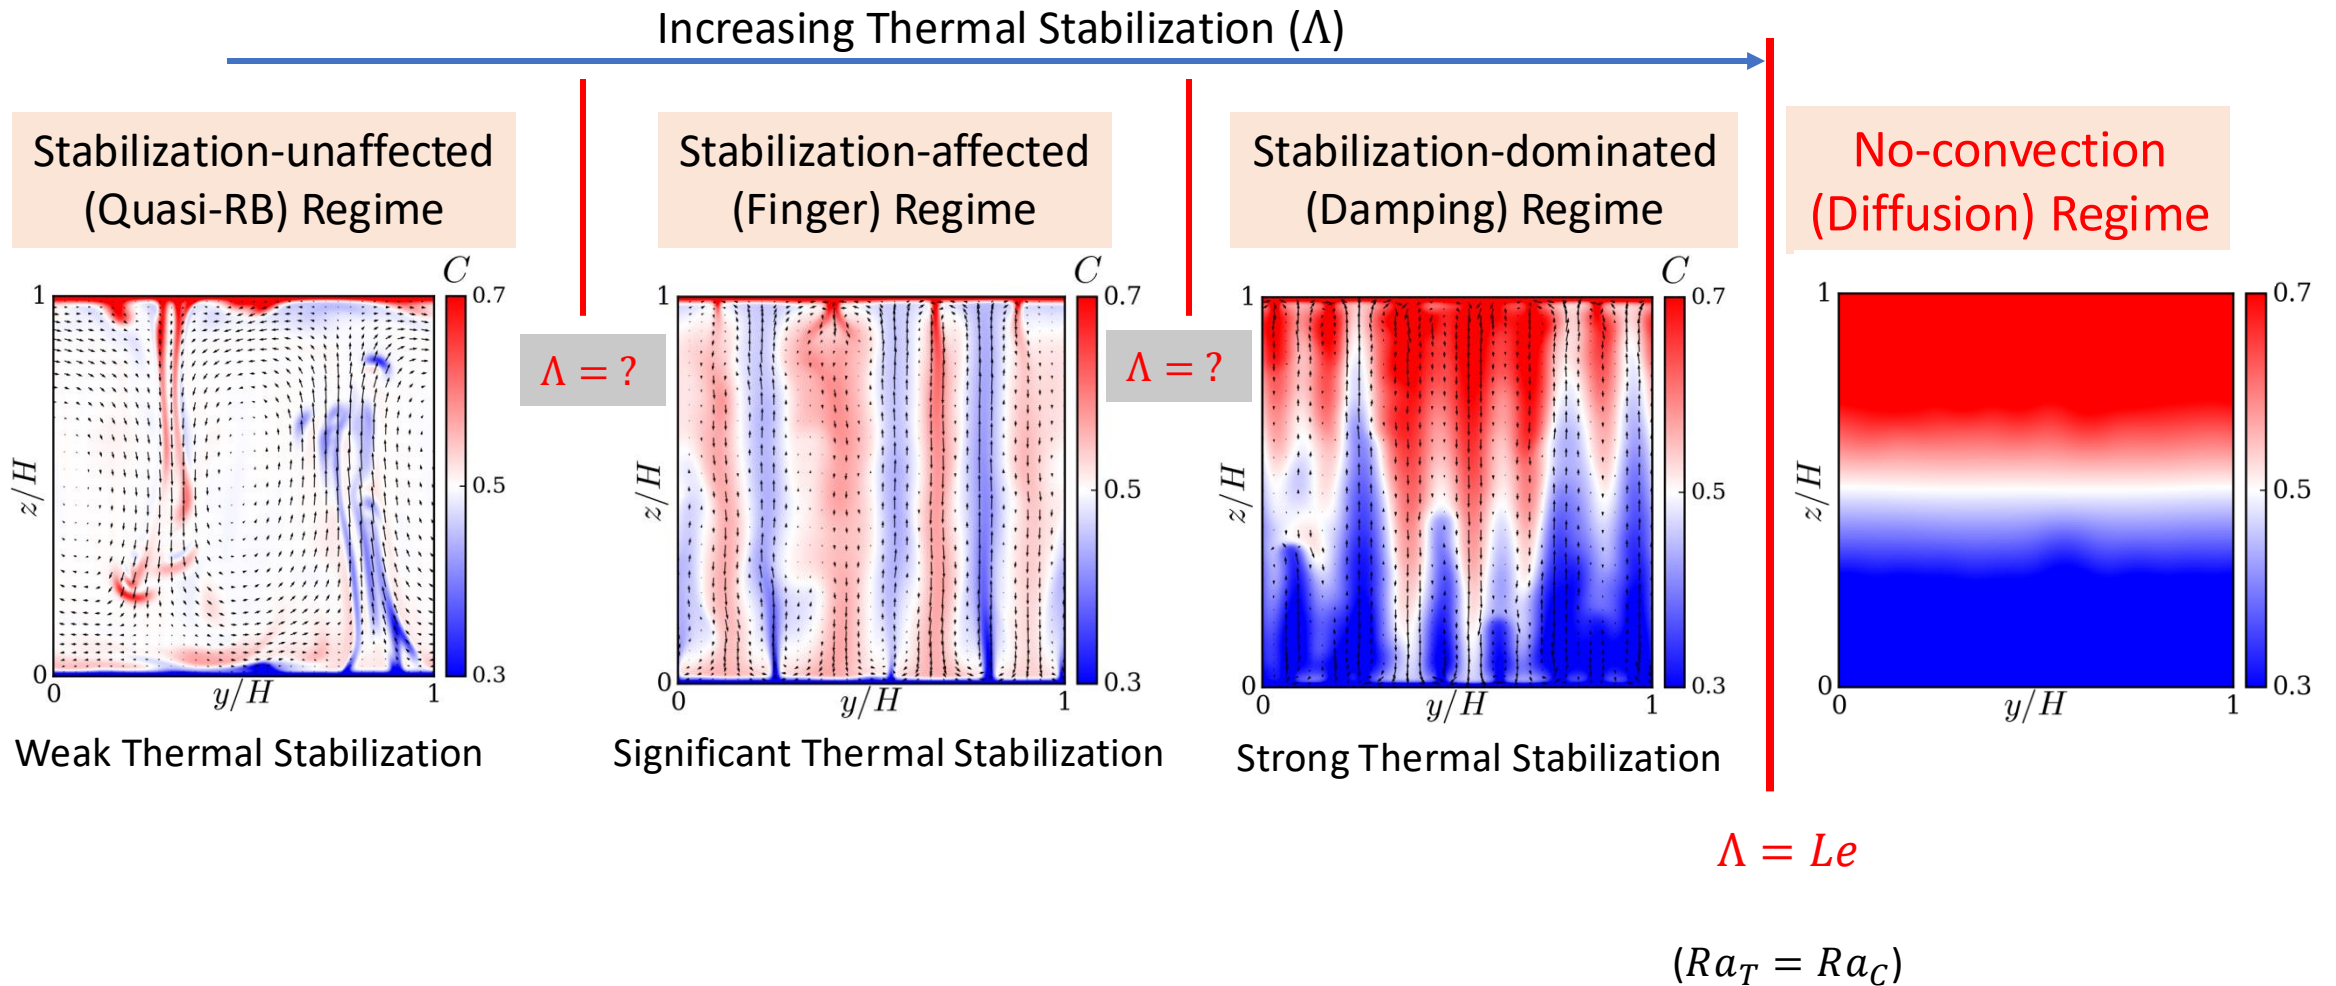 Increasing Thermal Stabilization (Λ)
Stabilization-unaffected
(Quasi-RB) Regime
Stabilization-affected
(Finger) Regime
Stabilization-dominated
(Damping) Regime
No-convection
(Diffusion) Regime
C
1
0.7
z/H
0.5
0
0.3
0
y/H
1
Λ = ?
C
1
0.7
z/H
0.5
0
0.3
0
y/H
1
Λ = ?
C
1
0.7
z/H
0.5
0
0.3
0
y/H
1
1
0.7
z/H
0.5
0
0.3
0
y/H
1
Weak Thermal Stabilization
Significant Thermal Stabilization
Strong Thermal Stabilization
Λ = Le
(Ra_T = Ra_C)